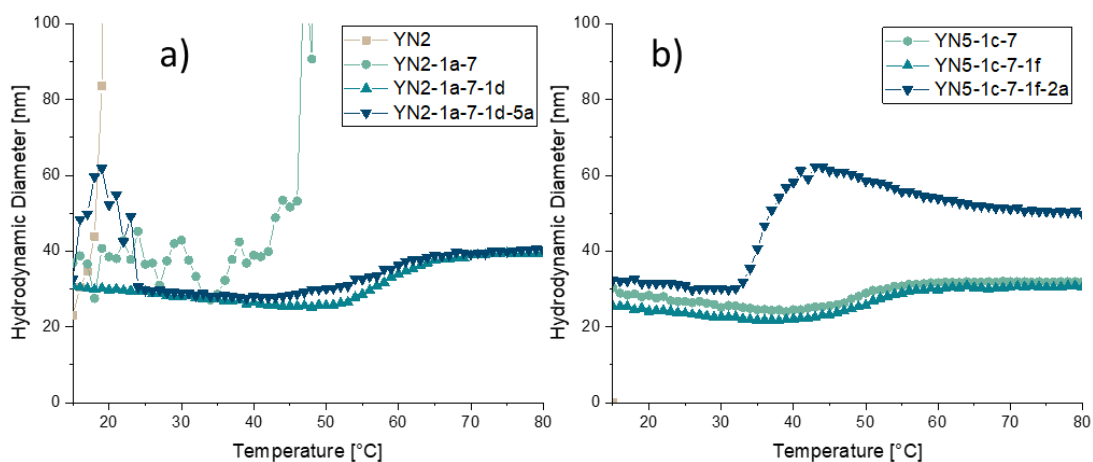 a)
YN2
YN2-1a-7
YN2-1a-7-1d
YN2-1a-7-1d-5a
Hydrodynamic Diameter [nm]
100
80
60
40
20
0
20 30 40 50 60 70 80
Temperature [°C]
b)
YN5-1c-7
YN5-1c-7-1f
YN5-1c-7-1f-2a
Hydrodynamic Diameter [nm]
100
80
60
40
20
0
20 30 40 50 60 70 80
Temperature [°C]